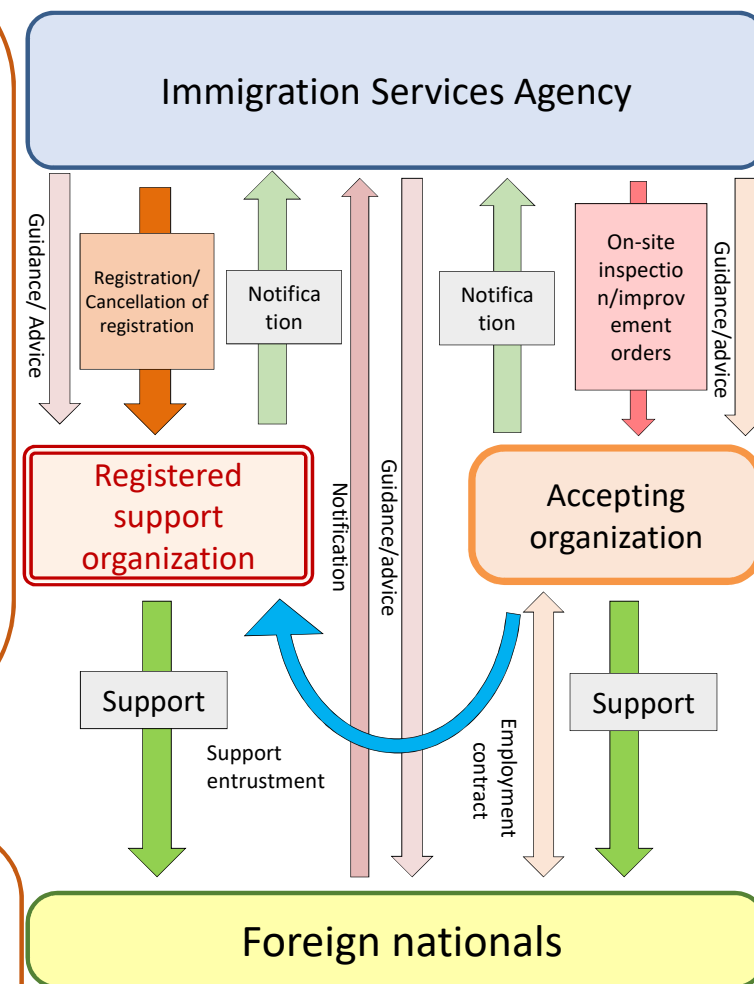 Immigration Services Agency
Guidance/ Advice
Registration/
Cancellation of
registration
Notifica
tion
Notifica
tion
On-site
inspectio
n/improv
ement
orders
Guidance/advice
Registered
support
organization
Notification
Guidance/advice
Accepting
organization
Support
Support
entrustment
Employment
contract
Support
Foreign nationals